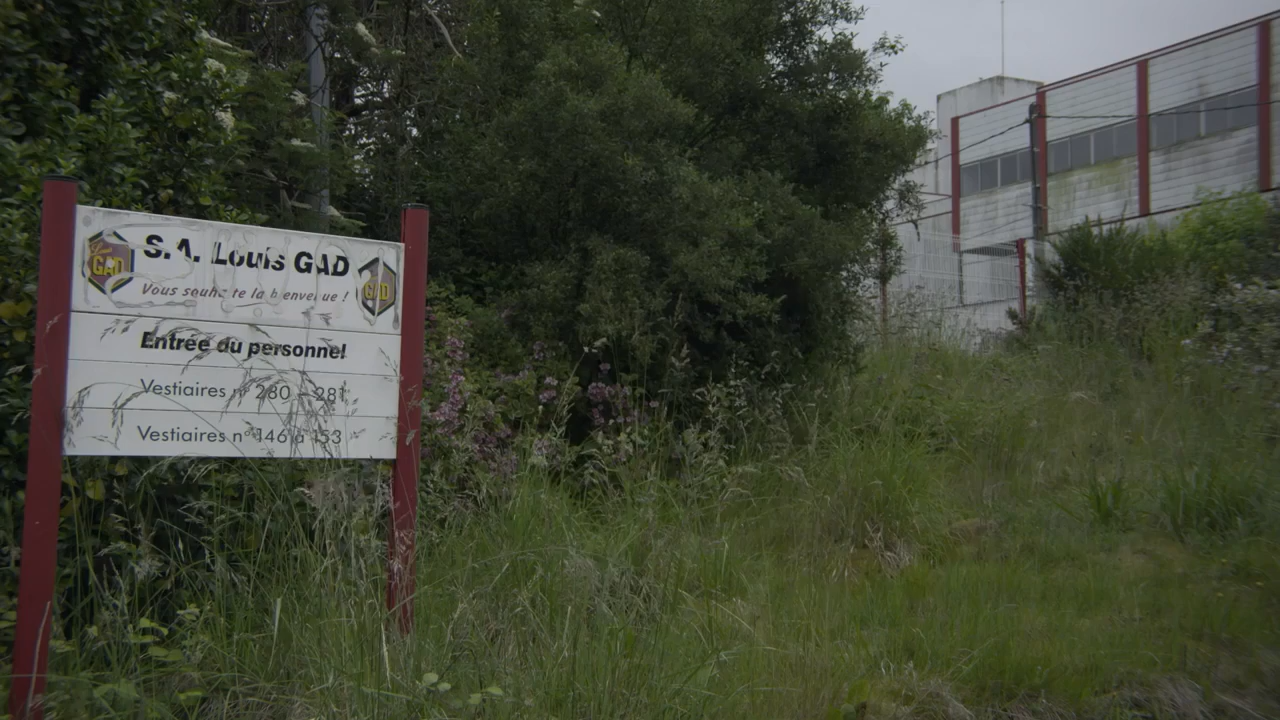 S.A. Louis GAD
Vous souhaite la bienvenue !
GAD
GAD
Entrée du personnel
Vestiaires n° 280 - 281
Vestiaires n° 146 à 153